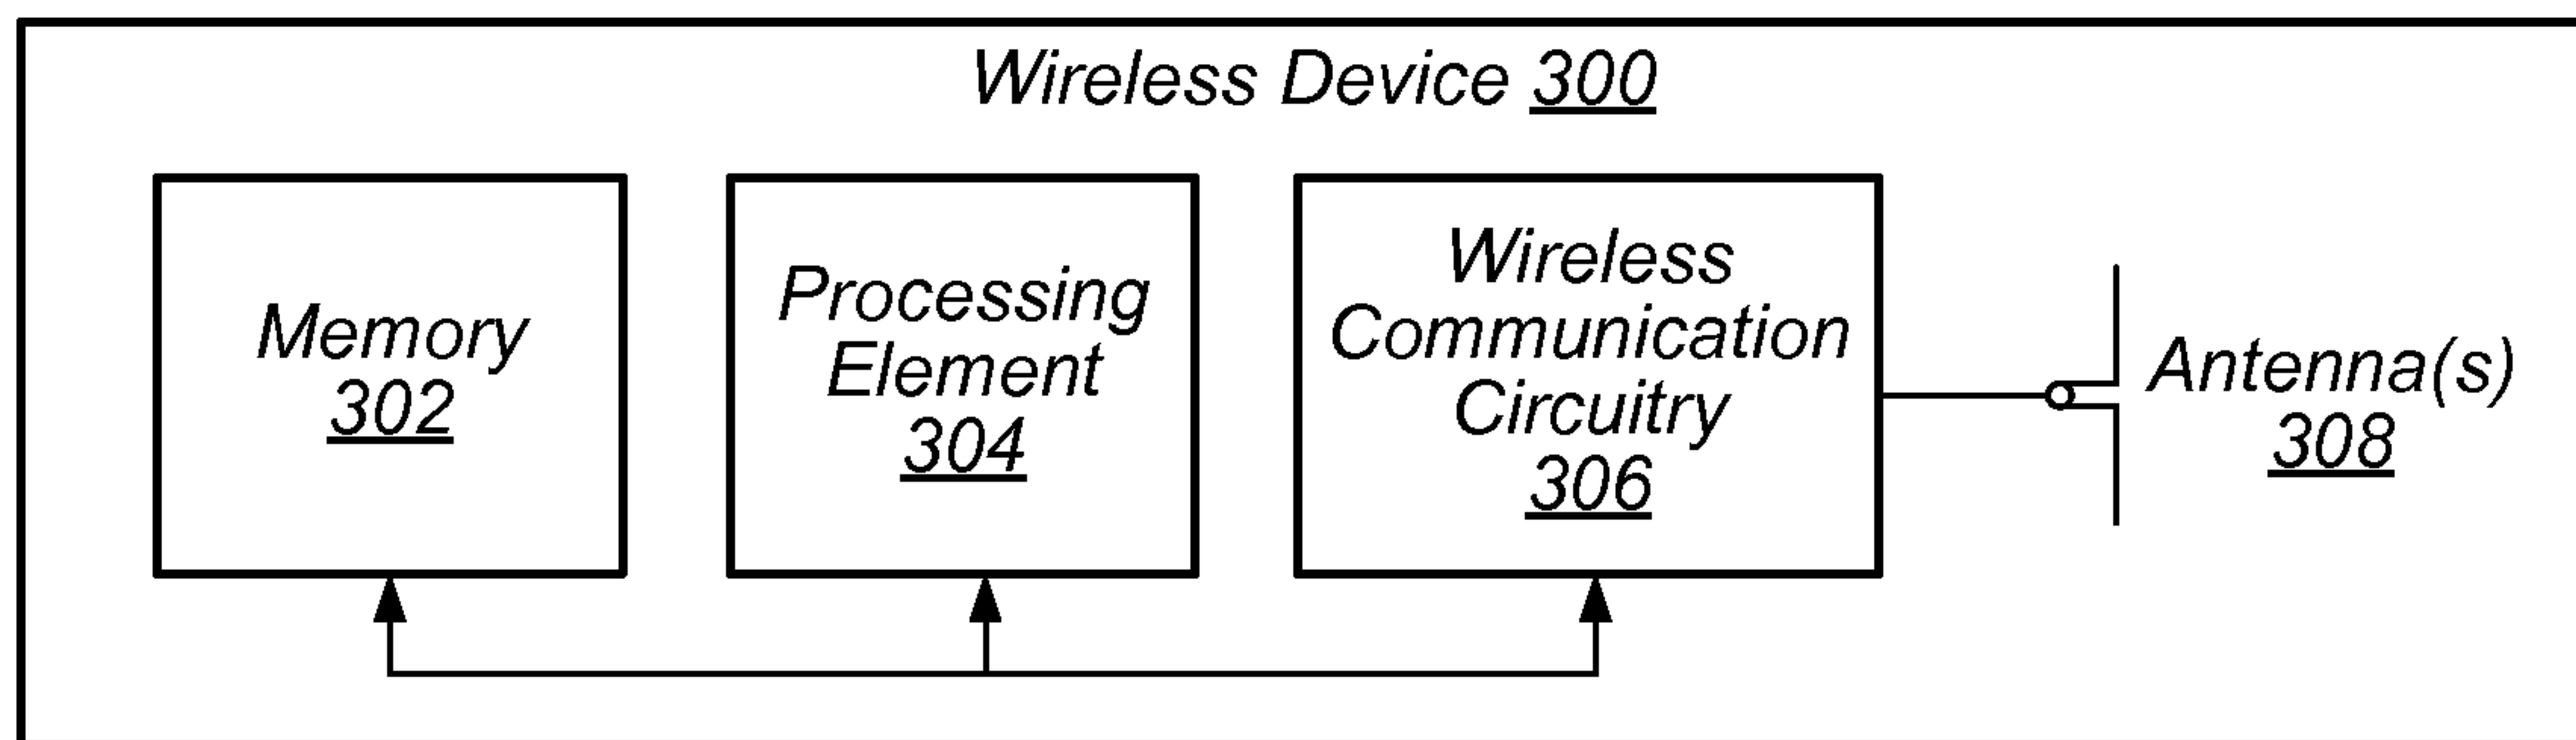 Wireless Device 300
Memory
302
Processing
Element
304
Wireless
Communication
Circuitry
306
Antenna(s)
308